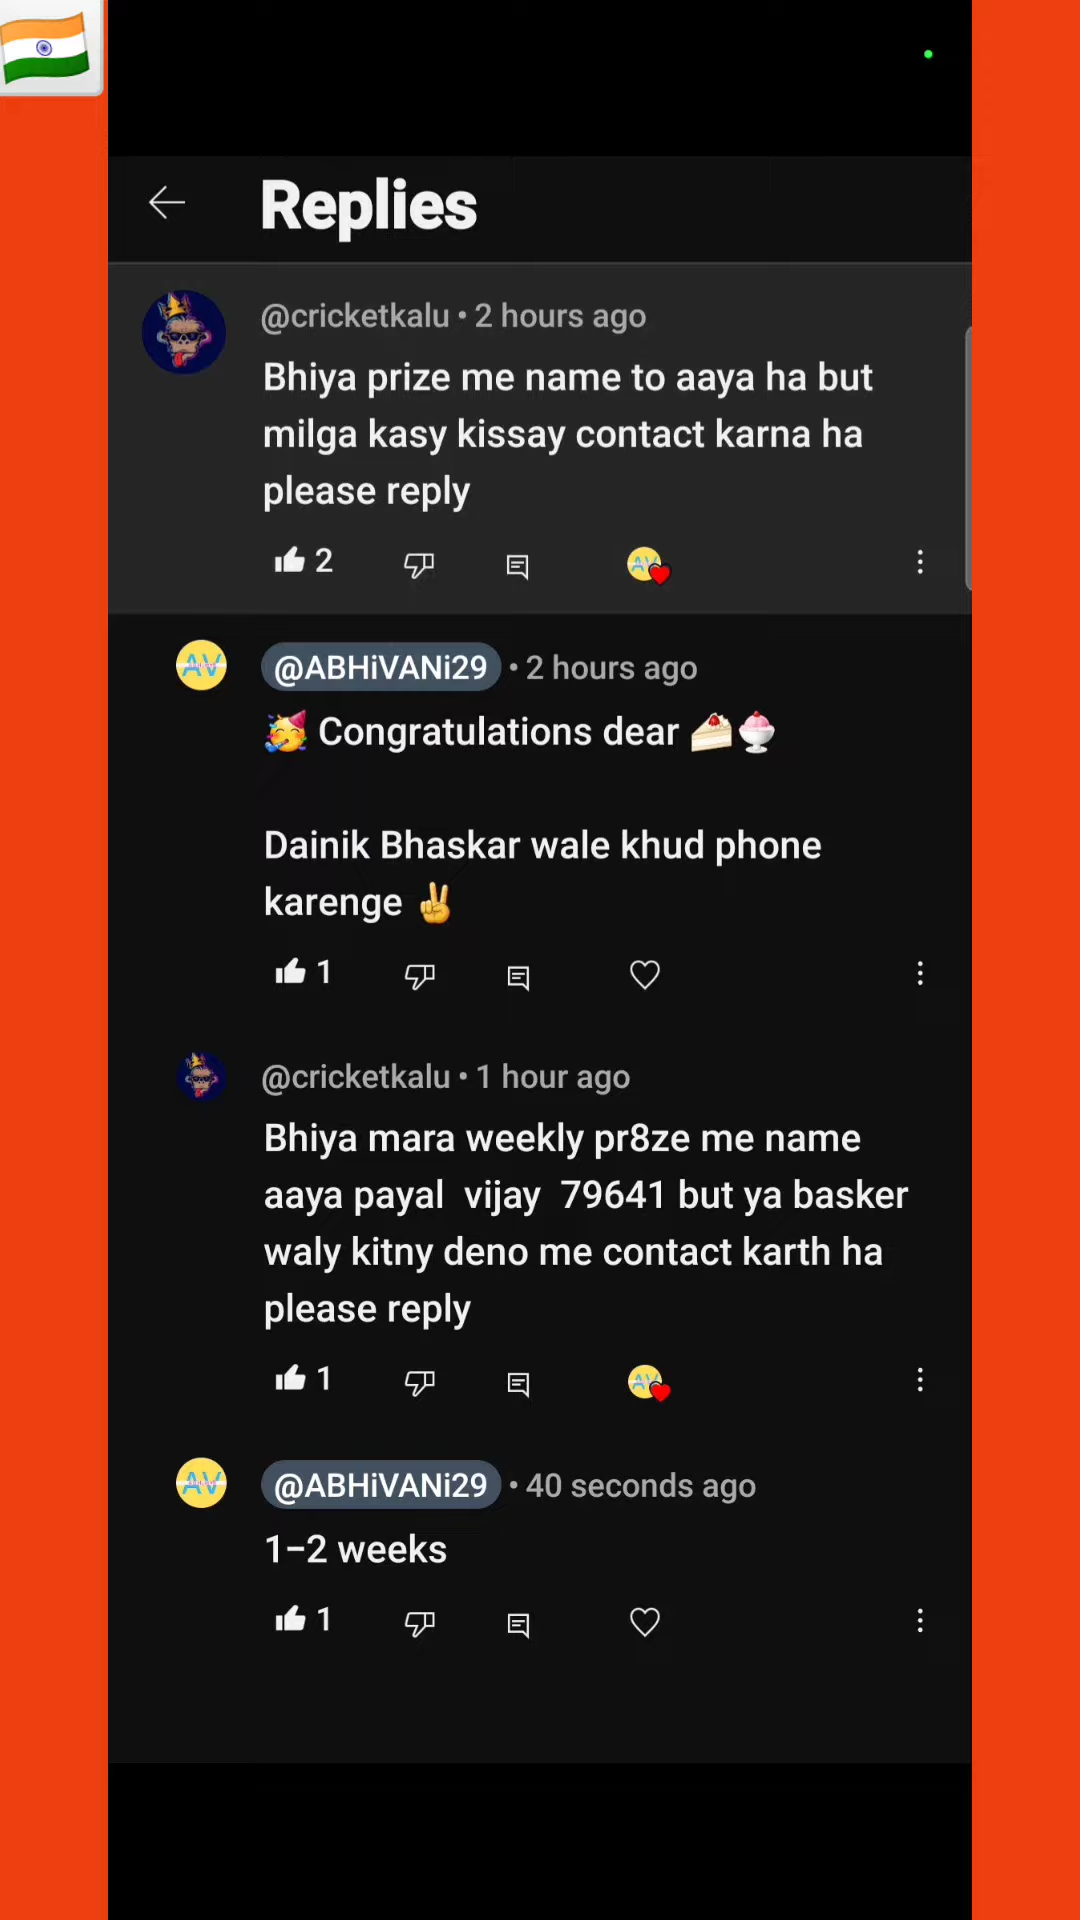 Replies
@cricketkalu • 2 hours ago
Bhiya prize me name to aaya ha but
milga kasy kissay contact karna ha
please reply
2
AV
@ABHiVANi29 • 2 hours ago
🥳 Congratulations dear 🍰🍨
Dainik Bhaskar wale khud phone
karenge ✌️
1
@cricketkalu • 1 hour ago
Bhiya mara weekly pr8ze me name
aaya payal  vijay  79641 but ya basker
waly kitny deno me contact karth ha
please reply
1
AV
@ABHiVANi29 • 40 seconds ago
1–2 weeks
1